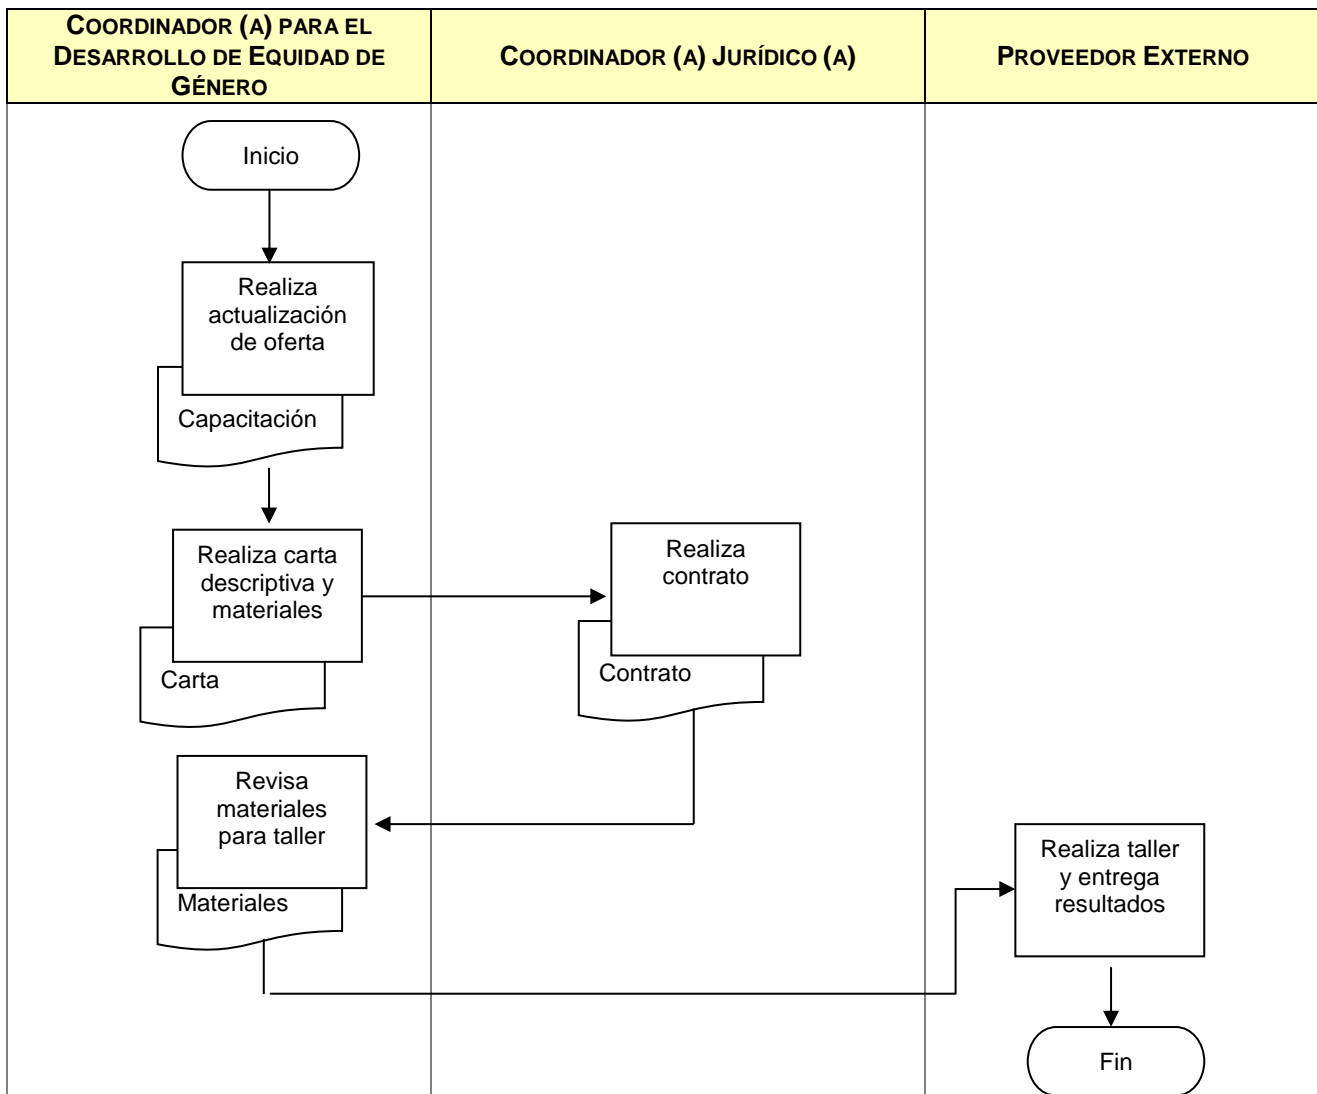 COORDINADOR (A) PARA EL
DESARROLLO DE EQUIDAD DE
GÉNERO
COORDINADOR (A) JURÍDICO (A)
PROVEEDOR EXTERNO
Inicio
Realiza
actualización
de oferta
Capacitación
Realiza carta
descriptiva y
materiales
Carta
Realiza
contrato
Contrato
Revisa
materiales
para taller
Materiales
Realiza taller
y entrega
resultados
Fin